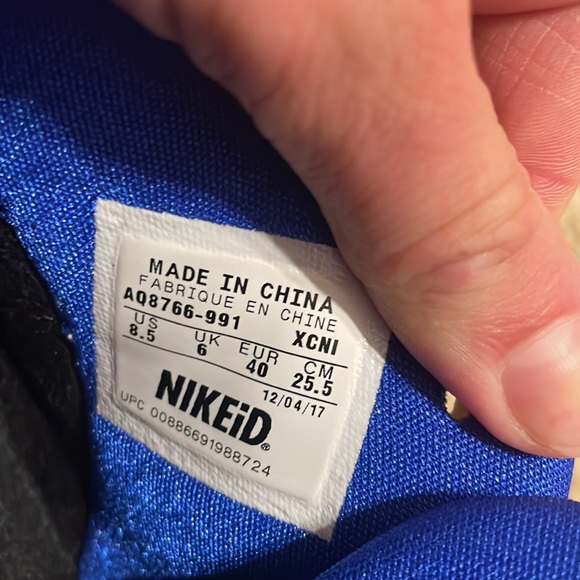 MADE IN CHINA
FABRIQUE EN CHINE
AQ8766-991 XCNI
US UK EUR CM
8.5 6 40 25.5
12/04/17
NIKEiD®
UPC 00886691988724